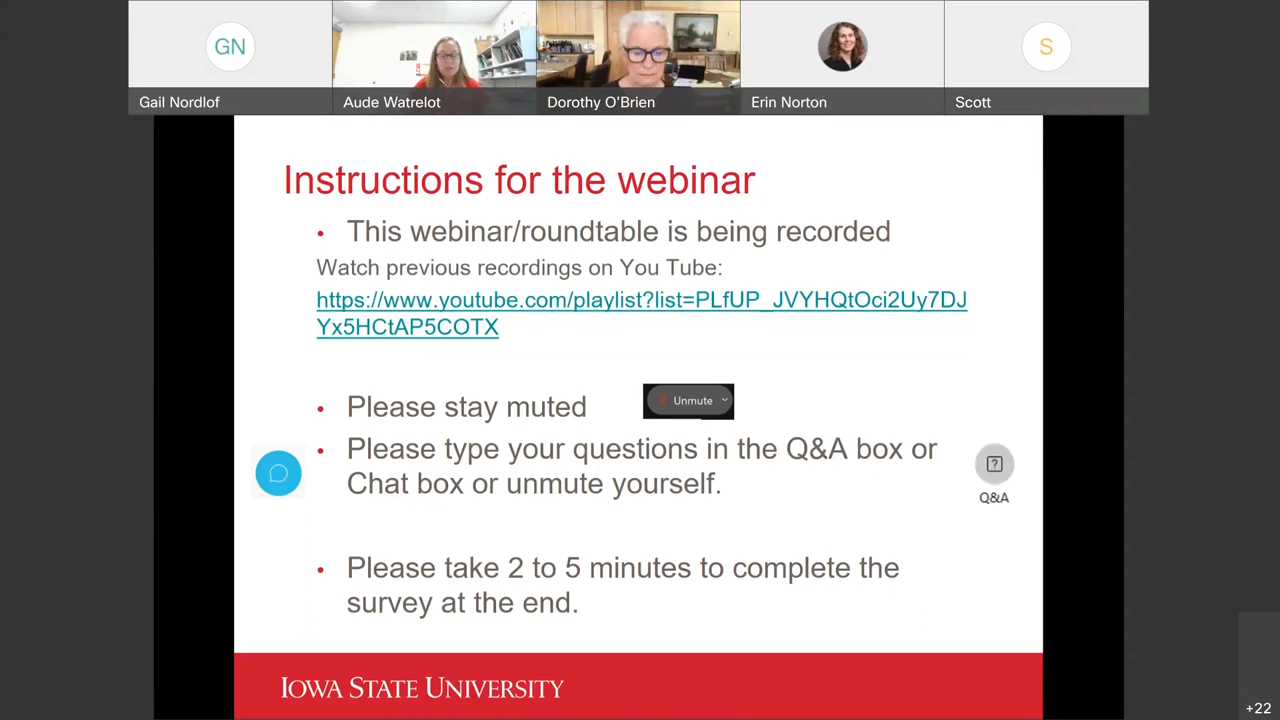 GN
S
Gail Nordlof
Aude Watrelot
Dorothy O'Brien
Erin Norton
Scott
Instructions for the webinar
• This webinar/roundtable is being recorded
Watch previous recordings on You Tube:
https://www.youtube.com/playlist?list=PLfUP_JVYHQtOci2Uy7DJ
Yx5HCtAP5COTX
• Please stay muted
Unmute
• Please type your questions in the Q&A box or
Chat box or unmute yourself.
?
Q&A
• Please take 2 to 5 minutes to complete the
survey at the end.
IOWA STATE UNIVERSITY
+22